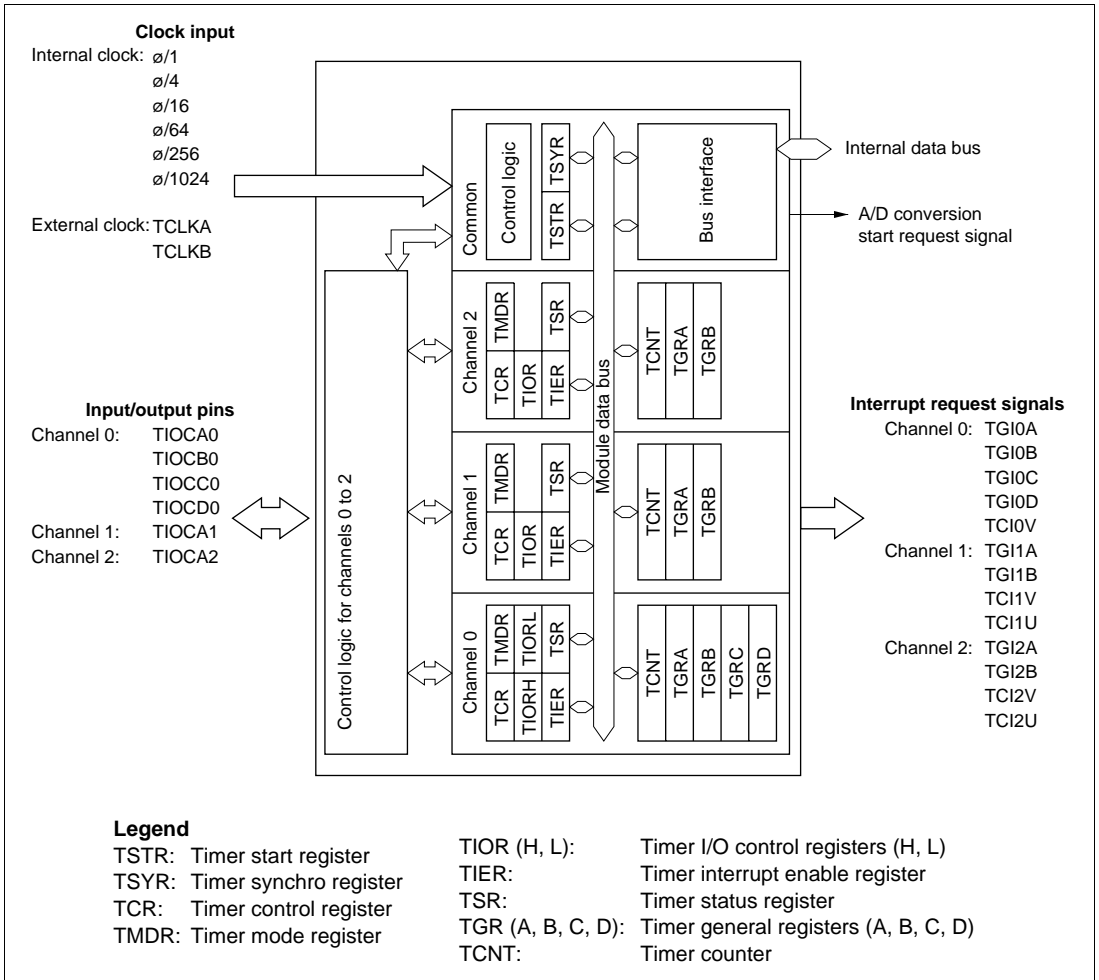 Clock input
Internal clock: ø/1
ø/4
ø/16
ø/64
ø/256
ø/1024
External clock: TCLKA
TCLKB
Input/output pins
Channel 0: TIOCA0
TIOCB0
TIOCC0
TIOCD0
Channel 1: TIOCA1
Channel 2: TIOCA2
Control logic for channels 0 to 2
Common
Control logic
TSTR TSYR
Bus interface
Module data bus
Channel 2
TCR TMDR
TIOR
TIER TSR
TCNT
TGRA
TGRB
Channel 1
TCR TMDR
TIOR
TIER TSR
TCNT
TGRA
TGRB
Channel 0
TCR TMDR
TIORH TIORL
TIER TSR
TCNT
TGRA
TGRB
TGRC
TGRD
Internal data bus
A/D conversion
start request signal
Interrupt request signals
Channel 0: TGI0A
TGI0B
TGI0C
TGI0D
TCI0V
Channel 1: TGI1A
TGI1B
TCI1V
TCI1U
Channel 2: TGI2A
TGI2B
TCI2V
TCI2U
Legend
TSTR: Timer start register
TSYR: Timer synchro register
TCR: Timer control register
TMDR: Timer mode register
TIOR (H, L): Timer I/O control registers (H, L)
TIER: Timer interrupt enable register
TSR: Timer status register
TGR (A, B, C, D): Timer general registers (A, B, C, D)
TCNT: Timer counter